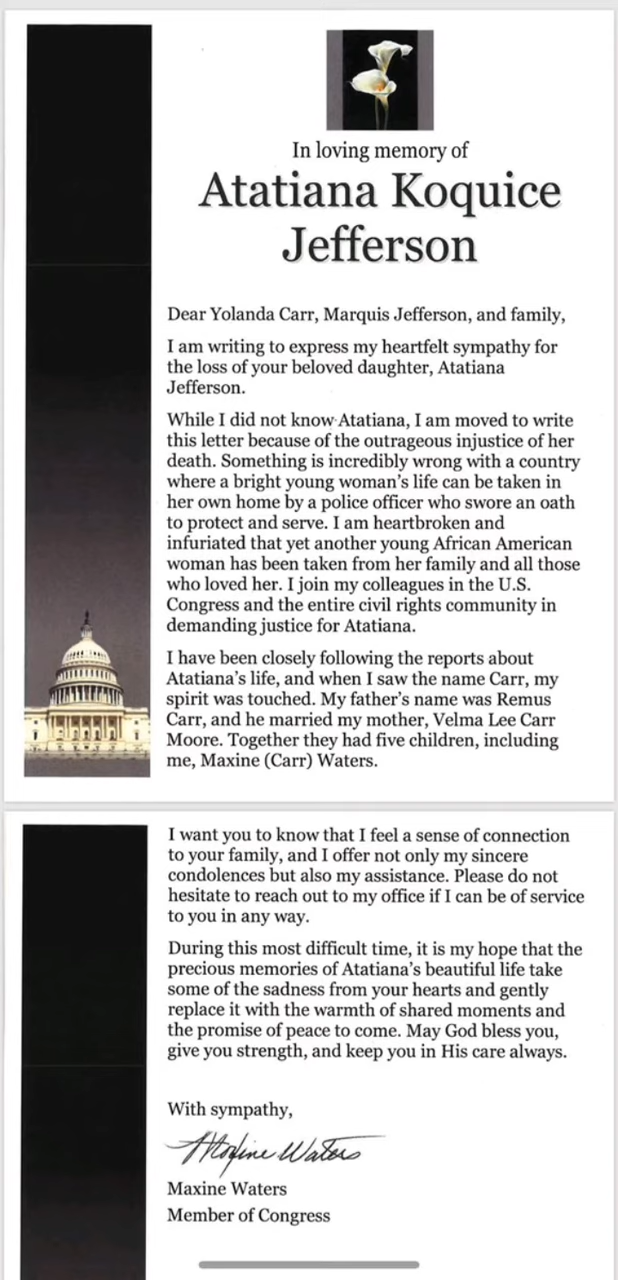 In loving memory of
Atatiana Koquice
Jefferson
Dear Yolanda Carr, Marquis Jefferson, and family,
I am writing to express my heartfelt sympathy for
the loss of your beloved daughter, Atatiana
Jefferson.
While I did not know Atatiana, I am moved to write
this letter because of the outrageous injustice of her
death. Something is incredibly wrong with a country
where a bright young woman's life can be taken in
her own home by a police officer who swore an oath
to protect and serve. I am heartbroken and
infuriated that yet another young African American
woman has been taken from her family and all those
who loved her. I join my colleagues in the U.S.
Congress and the entire civil rights community in
demanding justice for Atatiana.
I have been closely following the reports about
Atatiana's life, and when I saw the name Carr, my
spirit was touched. My father's name was Remus
Carr, and he married my mother, Velma Lee Carr
Moore. Together they had five children, including
me, Maxine (Carr) Waters.
I want you to know that I feel a sense of connection
to your family, and I offer not only my sincere
condolences but also my assistance. Please do not
hesitate to reach out to my office if I can be of service
to you in any way.
During this most difficult time, it is my hope that the
precious memories of Atatiana's beautiful life take
some of the sadness from your hearts and gently
replace it with the warmth of shared moments and
the promise of peace to come. May God bless you,
give you strength, and keep you in His care always.
With sympathy,
Maxine Waters
Maxine Waters
Member of Congress